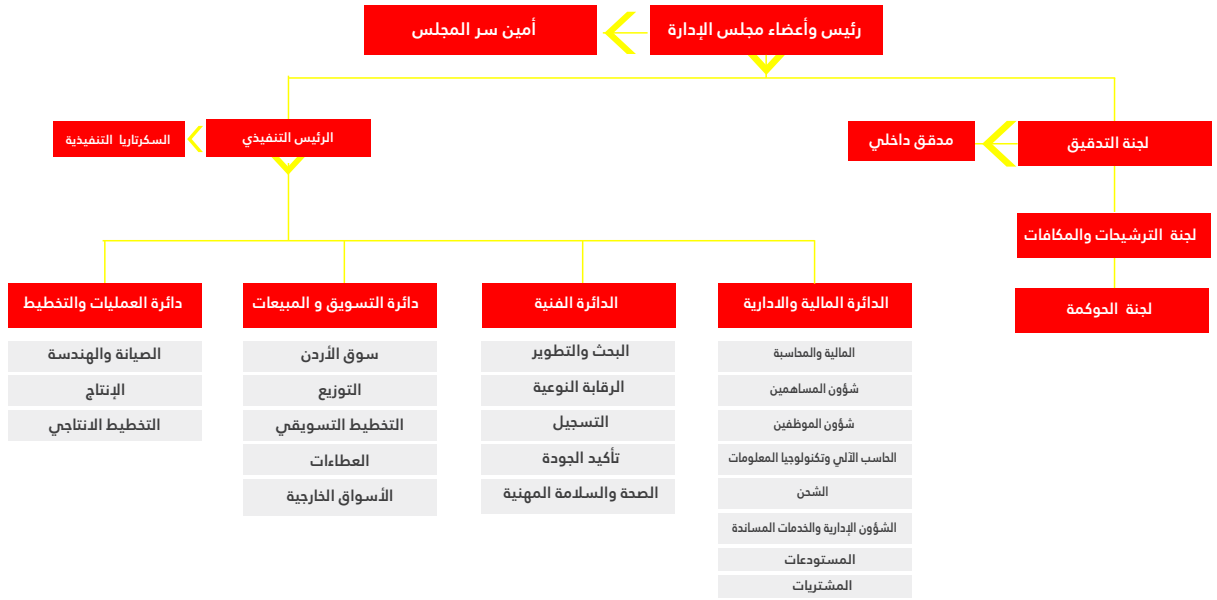 رئيس وأعضاء مجلس الإدارة
أمين سر المجلس
لجنة التدقيق
مدقق داخلي
الرئيس التنفيذي
السكرتاريا التنفيذية
لجنة الترشيحات والمكافات
لجنة الحوكمة
الدائرة المالية والادارية
المالية والمحاسبة
شؤون المساهمين
شؤون الموظفين
الحاسب الآلي وتكنولوجيا المعلومات
الشحن
الشؤون الإدارية والخدمات المساندة
المستودعات
المشتريات
الدائرة الفنية
البحث والتطوير
الرقابة النوعية
التسجيل
تأكيد الجودة
الصحة والسلامة المهنية
دائرة التسويق و المبيعات
سوق الأردن
التوزيع
التخطيط التسويقي
العطاءات
الأسواق الخارجية
دائرة العمليات والتخطيط
الصيانة والهندسة
الإنتاج
التخطيط الانتاجي